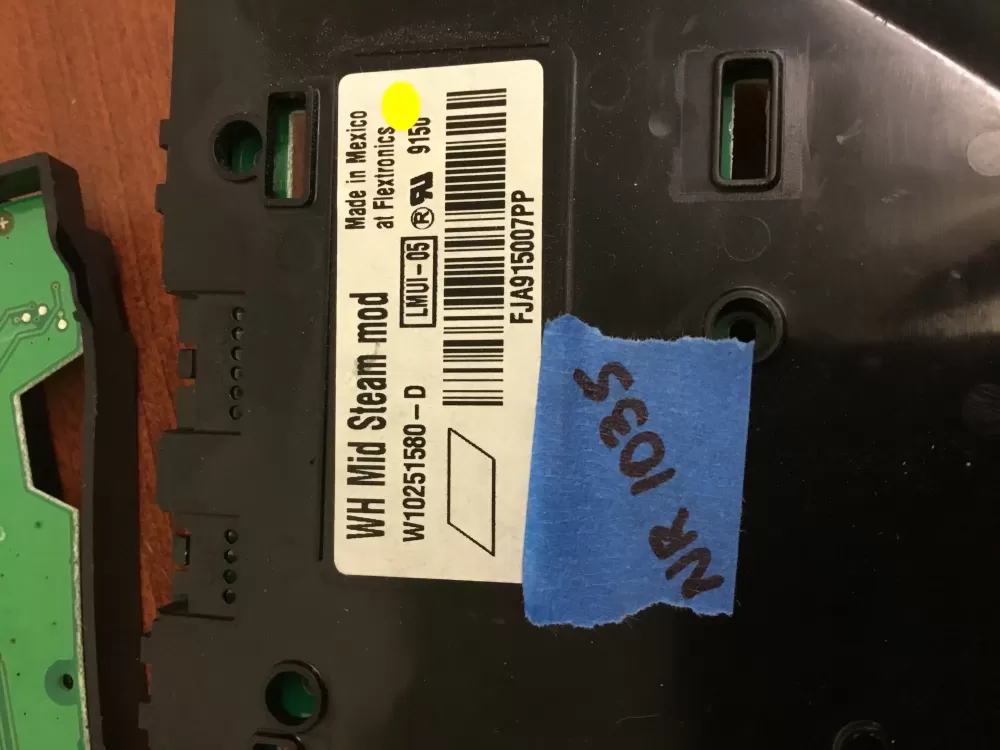 Made in Mexico
at Flextronics 9150
LMUI-05 ®
WH Mid Steam mod
W10251580-D
FJA915007PP
NR 1035